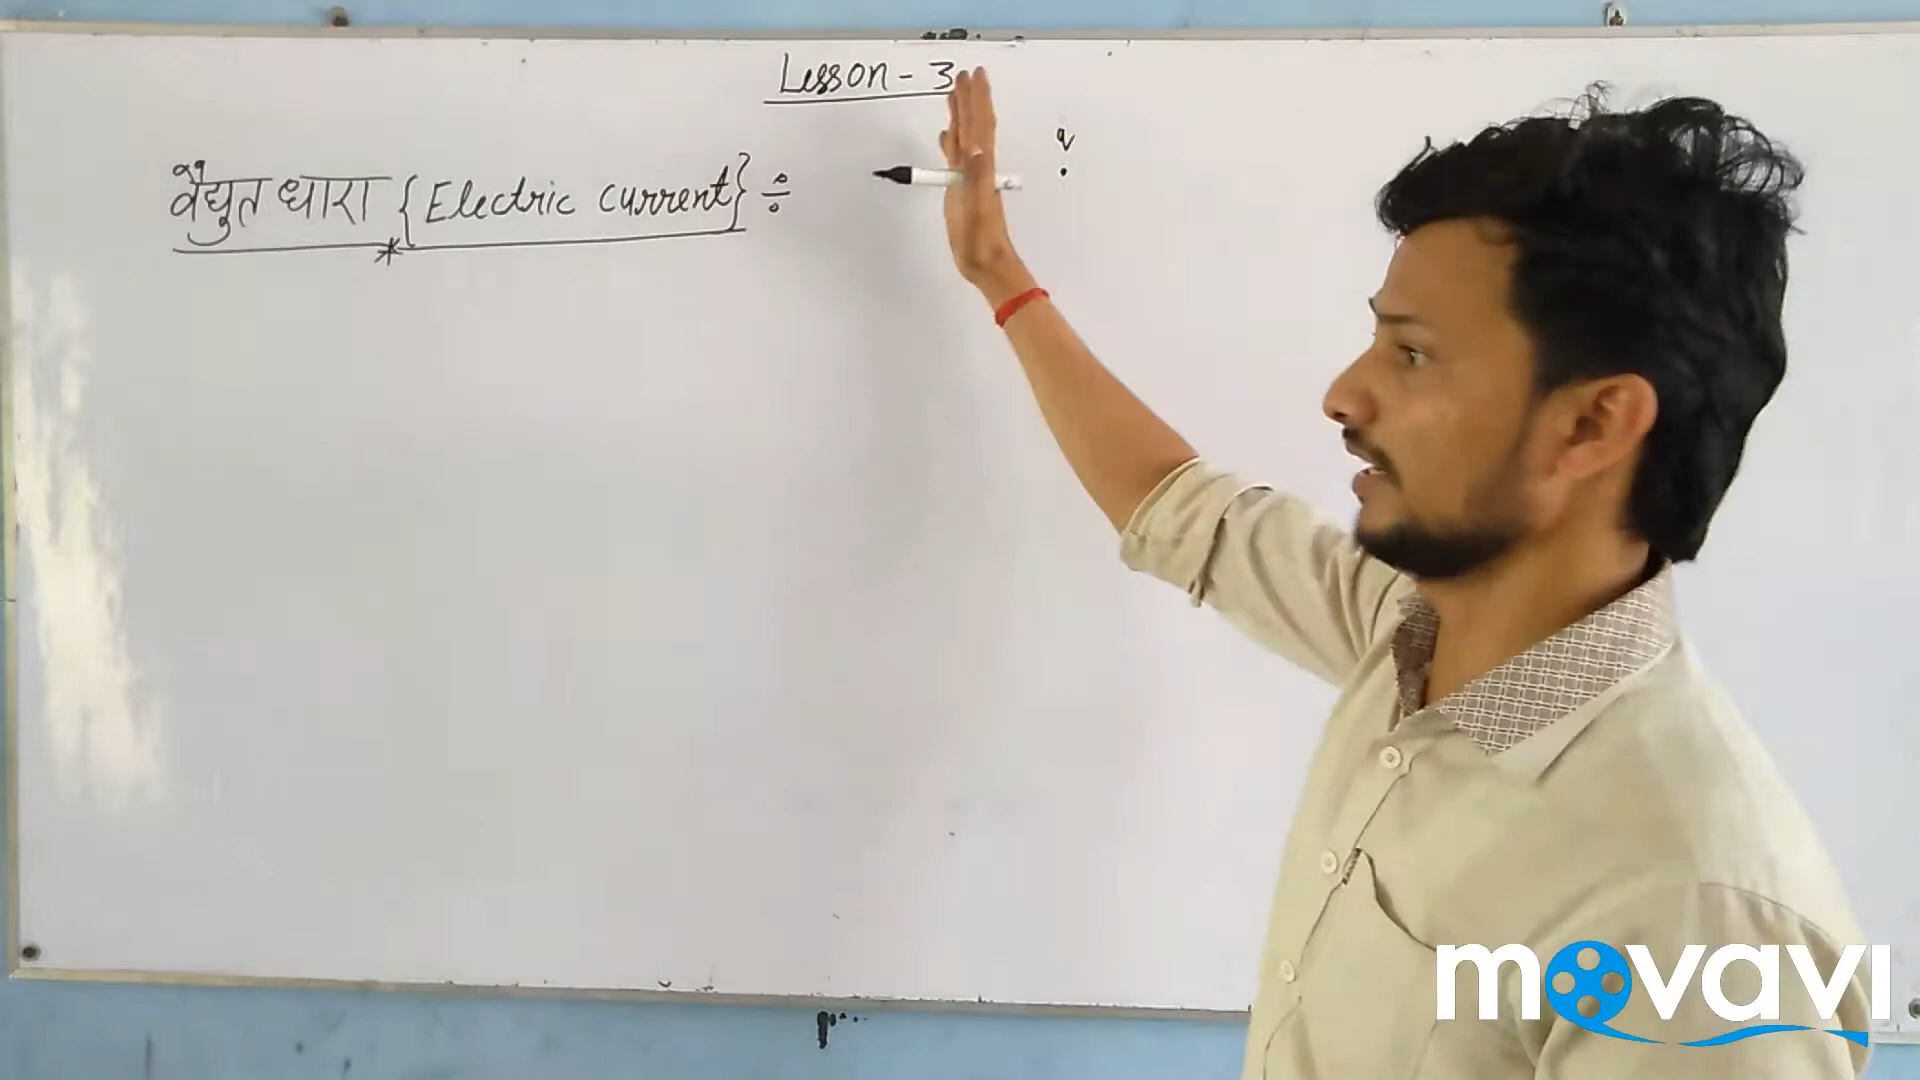 Lesson - 3
q
वैद्युत धारा {Electric current} ÷
movavi